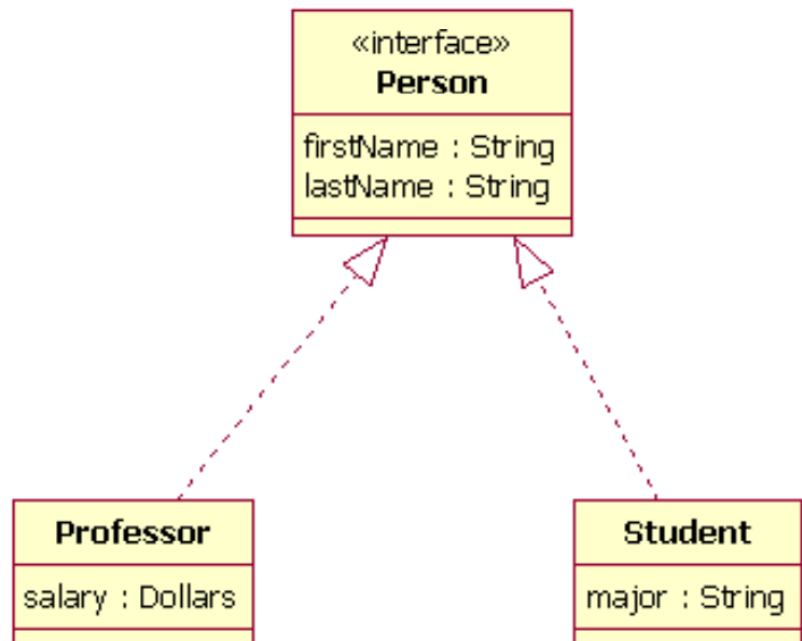 «interface»
Person
firstName : String
lastName : String
Professor
salary : Dollars
Student
major : String